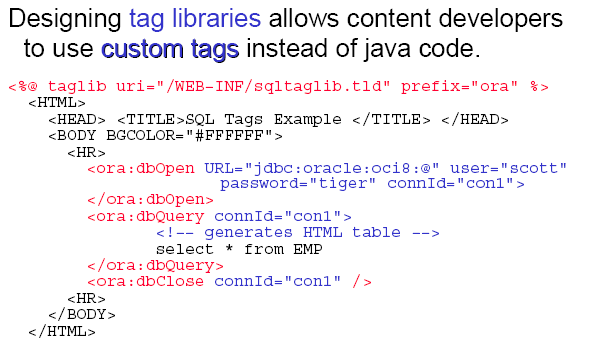 Designing tag libraries allows content developers
to use custom tags instead of java code.
<%@ taglib uri="/WEB-INF/sqltaglib.tld" prefix="ora" %>
<HTML>
<HEAD> <TITLE>SQL Tags Example </TITLE> </HEAD>
<BODY BGCOLOR="#FFFFFF">
<HR>
<ora:dbOpen URL="jdbc:oracle:oci8:@" user="scott"
password="tiger" connId="con1">
</ora:dbOpen>
<ora:dbQuery connId="con1">
<!-- generates HTML table -->
select * from EMP
</ora:dbQuery>
<ora:dbClose connId="con1" />
<HR>
</BODY>
</HTML>